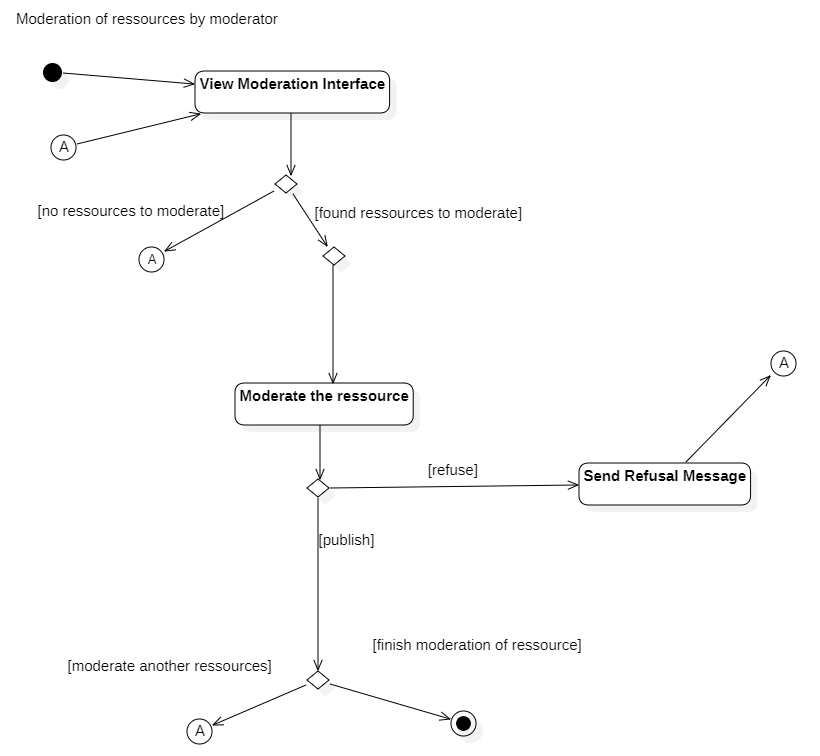 Moderation of ressources by moderator
View Moderation Interface
A
[no ressources to moderate]
[found ressources to moderate]
A
A
Moderate the ressource
[refuse]
Send Refusal Message
[publish]
[finish moderation of ressource]
[moderate another ressources]
A